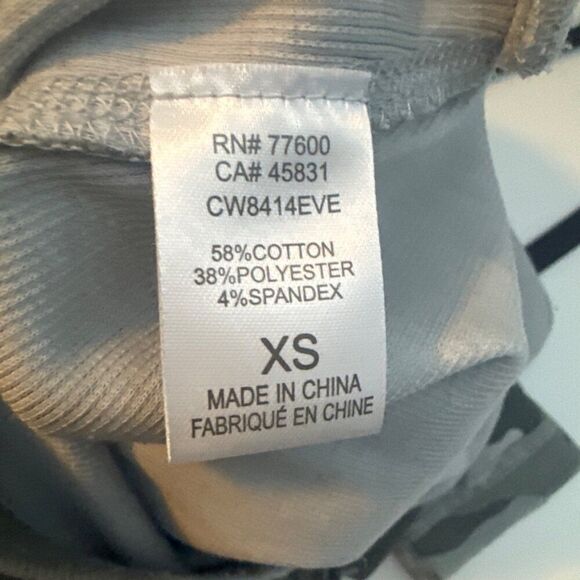 RN# 77600
CA# 45831
CW8414EVE
58%COTTON
38%POLYESTER
4%SPANDEX
XS
MADE IN CHINA
FABRIQUÉ EN CHINE